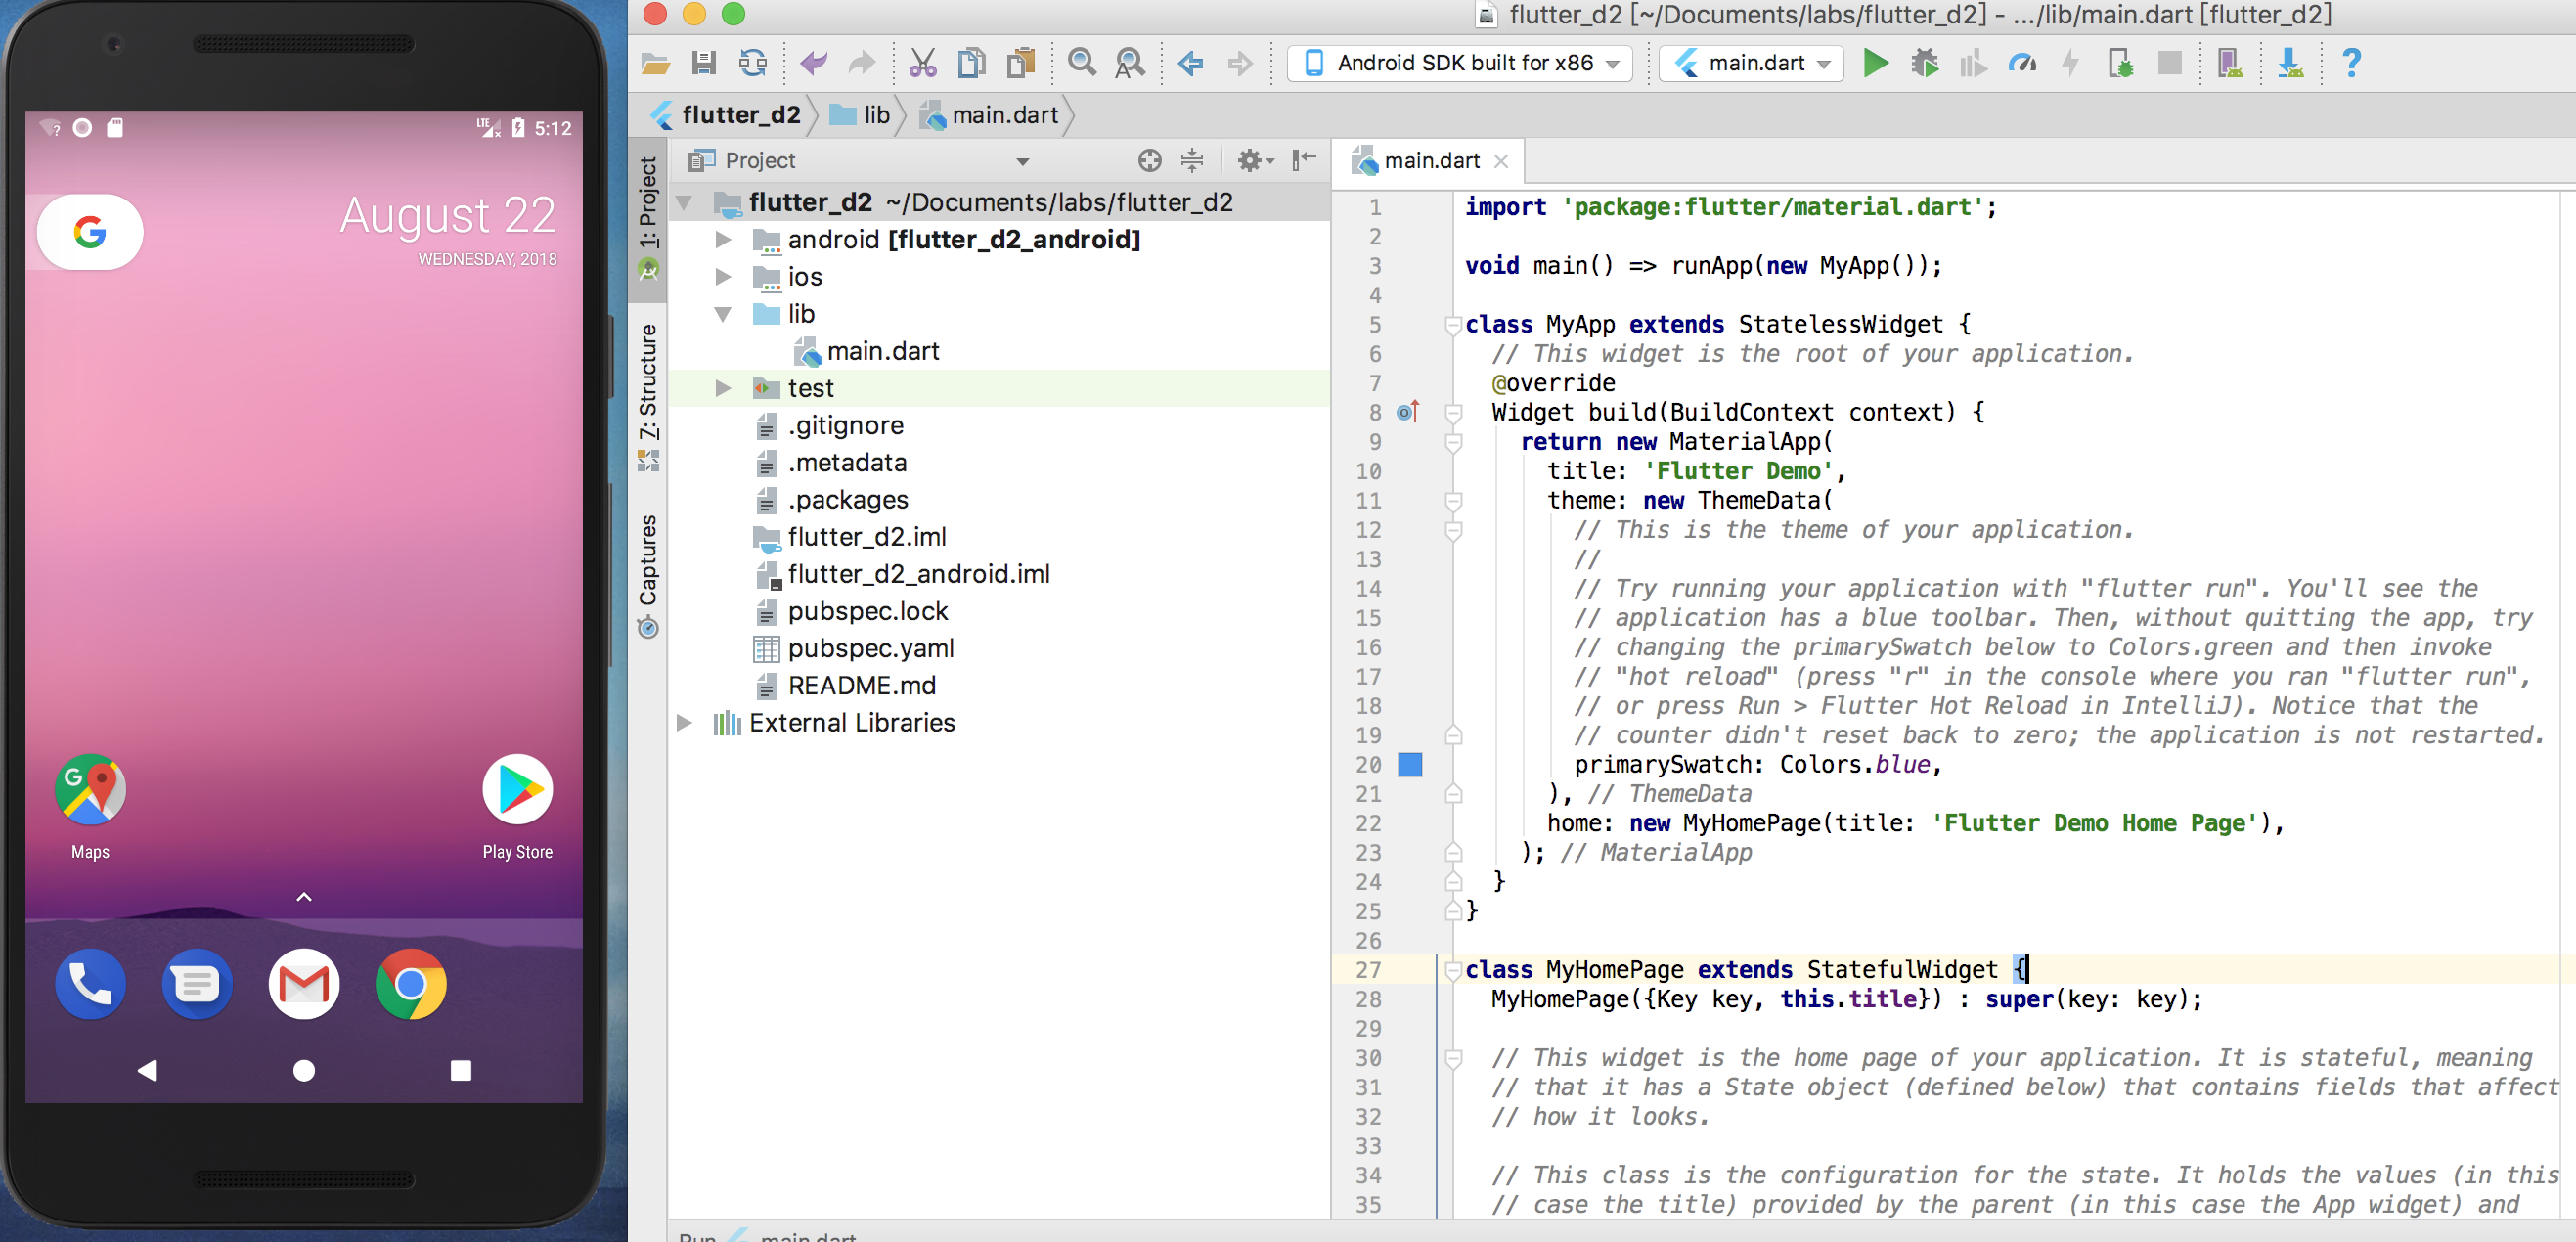 LTE 5:12
August 22
WEDNESDAY, 2018
Maps
Play Store
flutter_d2 [~/Documents/labs/flutter_d2] - .../lib/main.dart [flutter_d2]
Android SDK built for x86
main.dart
flutter_d2 lib main.dart
1: Project
7: Structure
Captures
Project
flutter_d2 ~/Documents/labs/flutter_d2
android [flutter_d2_android]
ios
lib
main.dart
test
.gitignore
.metadata
.packages
flutter_d2.iml
flutter_d2_android.iml
pubspec.lock
pubspec.yaml
README.md
External Libraries
main.dart
1 import 'package:flutter/material.dart';
2
3 void main() => runApp(new MyApp());
4
5 class MyApp extends StatelessWidget {
6 // This widget is the root of your application.
7 @override
8 Widget build(BuildContext context) {
9 return new MaterialApp(
10 title: 'Flutter Demo',
11 theme: new ThemeData(
12 // This is the theme of your application.
13 //
14 // Try running your application with "flutter run". You'll see the
15 // application has a blue toolbar. Then, without quitting the app, try
16 // changing the primarySwatch below to Colors.green and then invoke
17 // "hot reload" (press "r" in the console where you ran "flutter run",
18 // or press Run > Flutter Hot Reload in IntelliJ). Notice that the
19 // counter didn't reset back to zero; the application is not restarted.
20 primarySwatch: Colors.blue,
21 ), // ThemeData
22 home: new MyHomePage(title: 'Flutter Demo Home Page'),
23 ); // MaterialApp
24 }
25 }
26
27 class MyHomePage extends StatefulWidget {
28 MyHomePage({Key key, this.title}) : super(key: key);
29
30 // This widget is the home page of your application. It is stateful, meaning
31 // that it has a State object (defined below) that contains fields that affect
32 // how it looks.
33
34 // This class is the configuration for the state. It holds the values (in this
35 // case the title) provided by the parent (in this case the App widget) and
Run main.dart